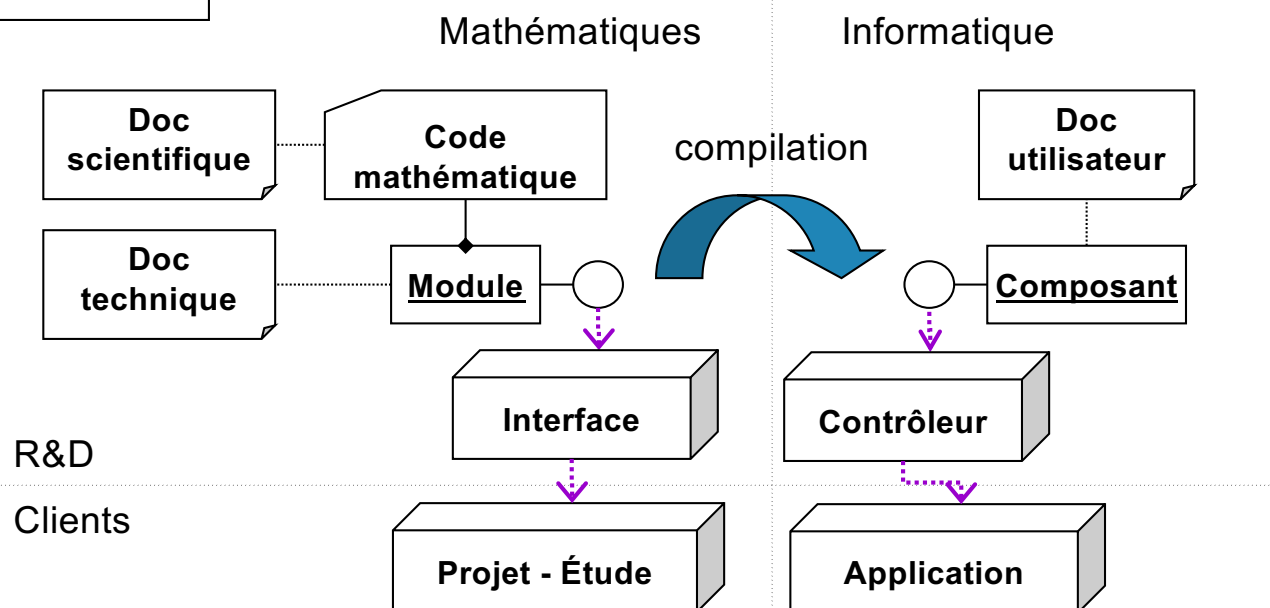 Mathématiques
Informatique
Doc
scientifique
Code
mathématique
compilation
Doc
utilisateur
Doc
technique
Module
Composant
Interface
Contrôleur
R&D
Clients
Projet - Étude
Application